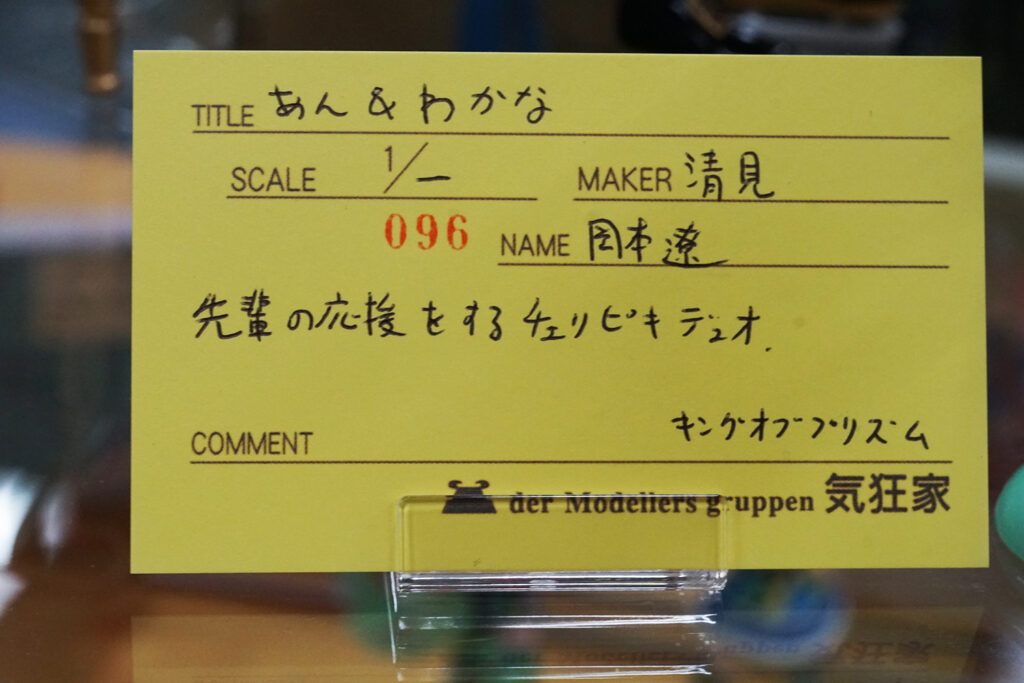 TITLE あん&わかな
SCALE 1/― MAKER 清見
096 NAME 岡本遼
先輩の応援をするチェリピキデュオ.
キングオブプリズム
COMMENT
der Modellers gruppen 気狂家